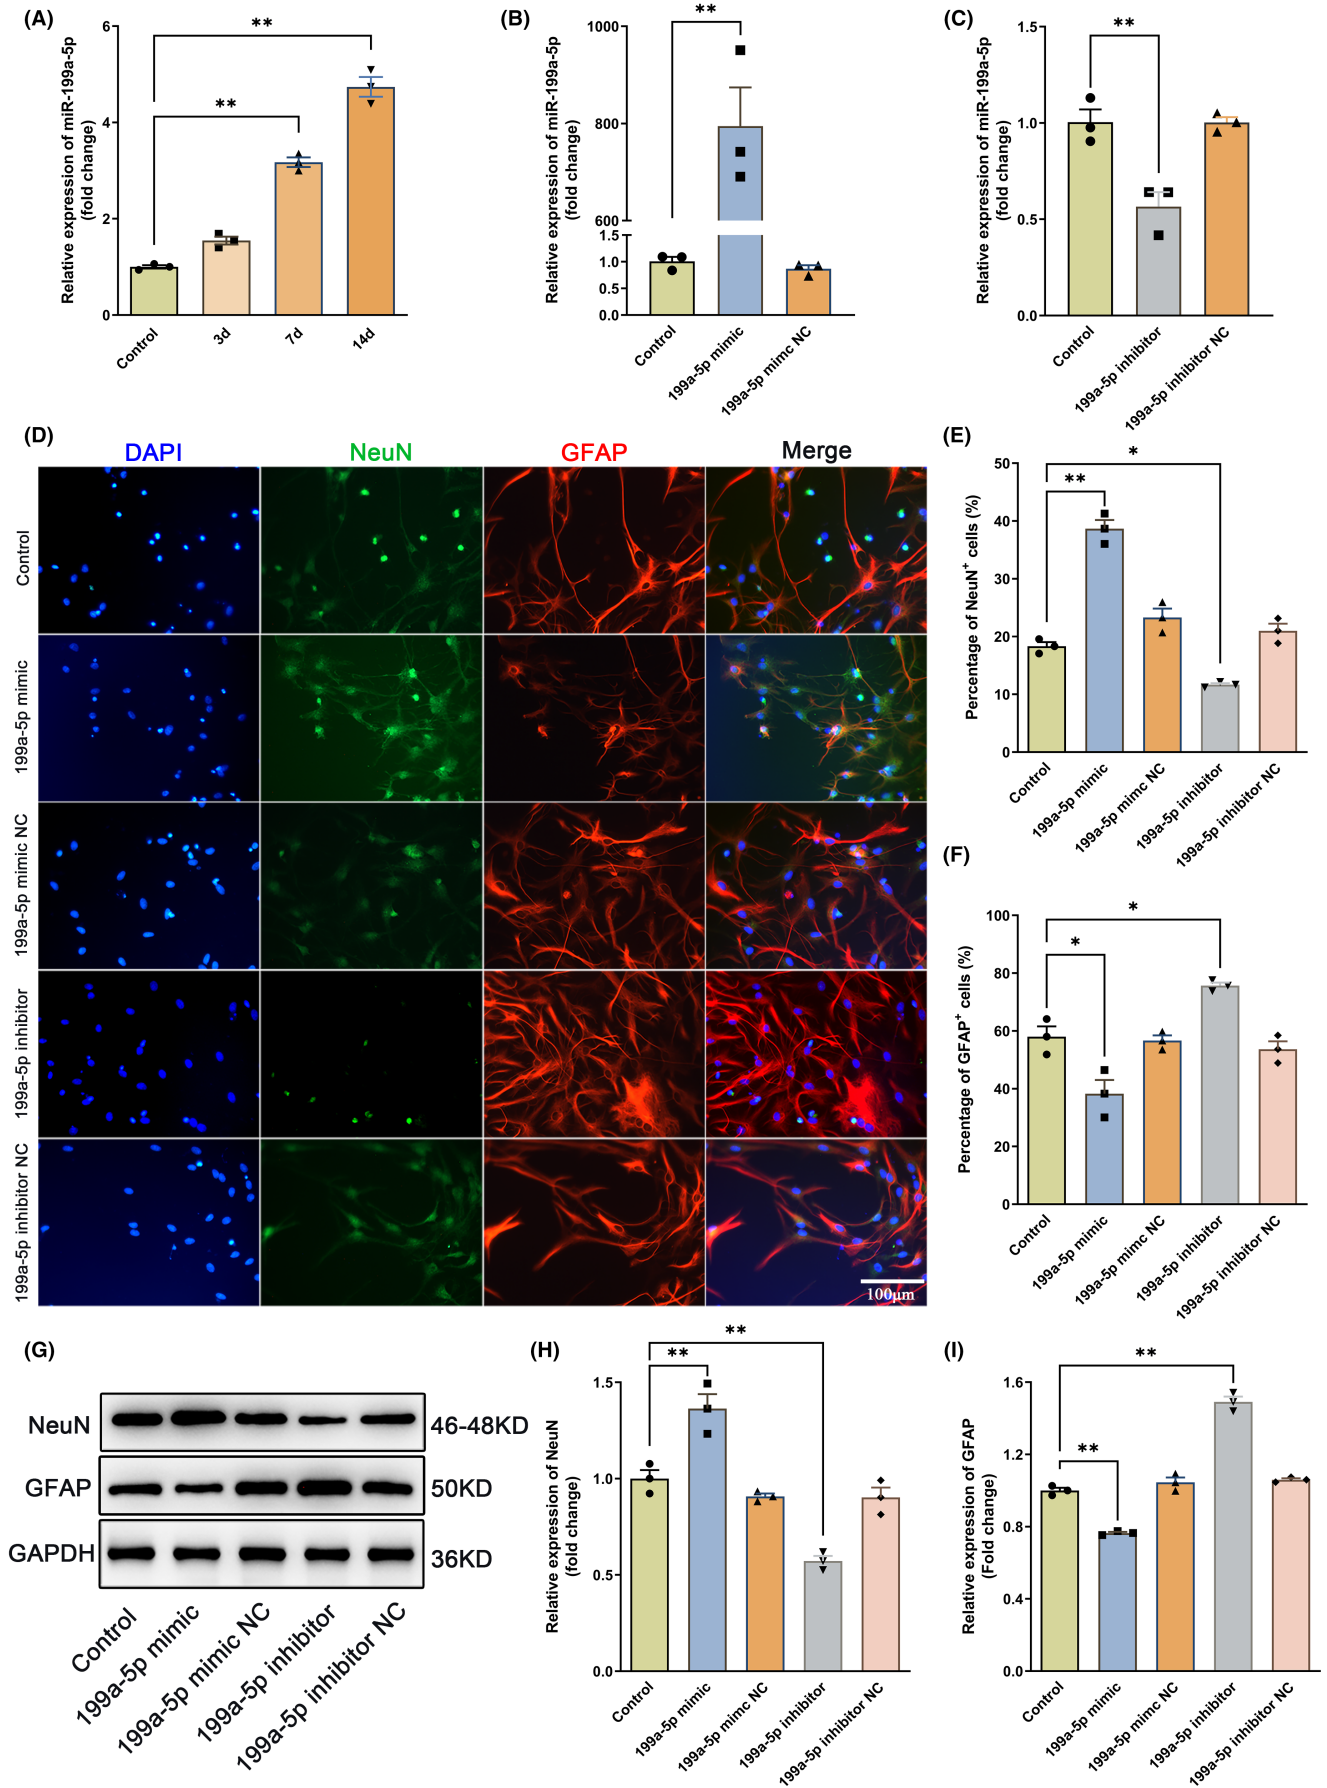 (A)
Relative expression of miR-199a-5p
(fold change)
6
4
2
0
**
**
Control
3d
7d
14d
(B)
Relative expression of miR-199a-5p
(fold change)
1000
800
600
1.5
1.0
0.5
0.0
**
Control
199a-5p mimic
199a-5p mimc NC
(C)
Relative expression of miR-199a-5p
(fold change)
1.5
1.0
0.5
0.0
**
Control
199a-5p inhibitor
199a-5p inhibitor NC
(D)
DAPI
NeuN
GFAP
Merge
Control
199a-5p mimic
199a-5p mimic NC
199a-5p inhibitor
199a-5p inhibitor NC
100μm
(E)
Percentage of NeuN+ cells (%)
50
40
30
20
10
0
*
**
Control
199a-5p mimic
199a-5p mimc NC
199a-5p inhibitor
199a-5p inhibitor NC
(F)
Percentage of GFAP+ cells (%)
100
80
60
40
20
0
*
*
Control
199a-5p mimic
199a-5p mimc NC
199a-5p inhibitor
199a-5p inhibitor NC
(G)
NeuN
46-48KD
GFAP
50KD
GAPDH
36KD
Control
199a-5p mimic
199a-5p mimic NC
199a-5p inhibitor
199a-5p inhibitor NC
(H)
Relative expression of NeuN
(fold change)
1.5
1.0
0.5
0.0
**
**
Control
199a-5p mimic
199a-5p mimc NC
199a-5p inhibitor
199a-5p inhibitor NC
(I)
Relative expression of GFAP
(Fold change)
1.6
1.2
0.8
0.4
0.0
**
**
Control
199a-5p mimic
199a-5p mimc NC
199a-5p inhibitor
199a-5p inhibitor NC